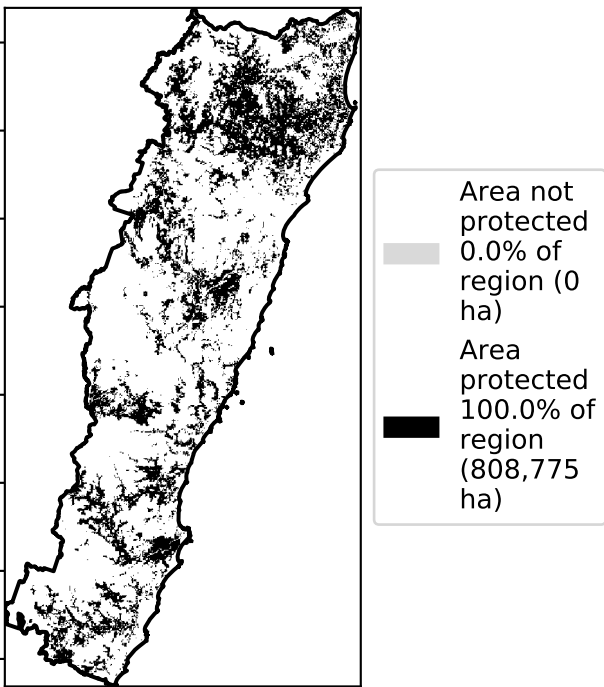 Area not
protected
0.0% of
region (0
ha)
Area
protected
100.0% of
region
(808,775
ha)